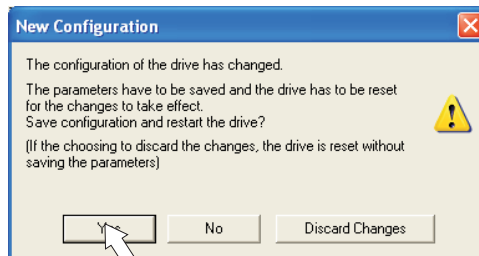 New Configuration
The configuration of the drive has changed.
The parameters have to be saved and the drive has to be reset
for the changes to take effect.
Save configuration and restart the drive?
(If the choosing to discard the changes, the drive is reset without
saving the parameters)
No
Discard Changes